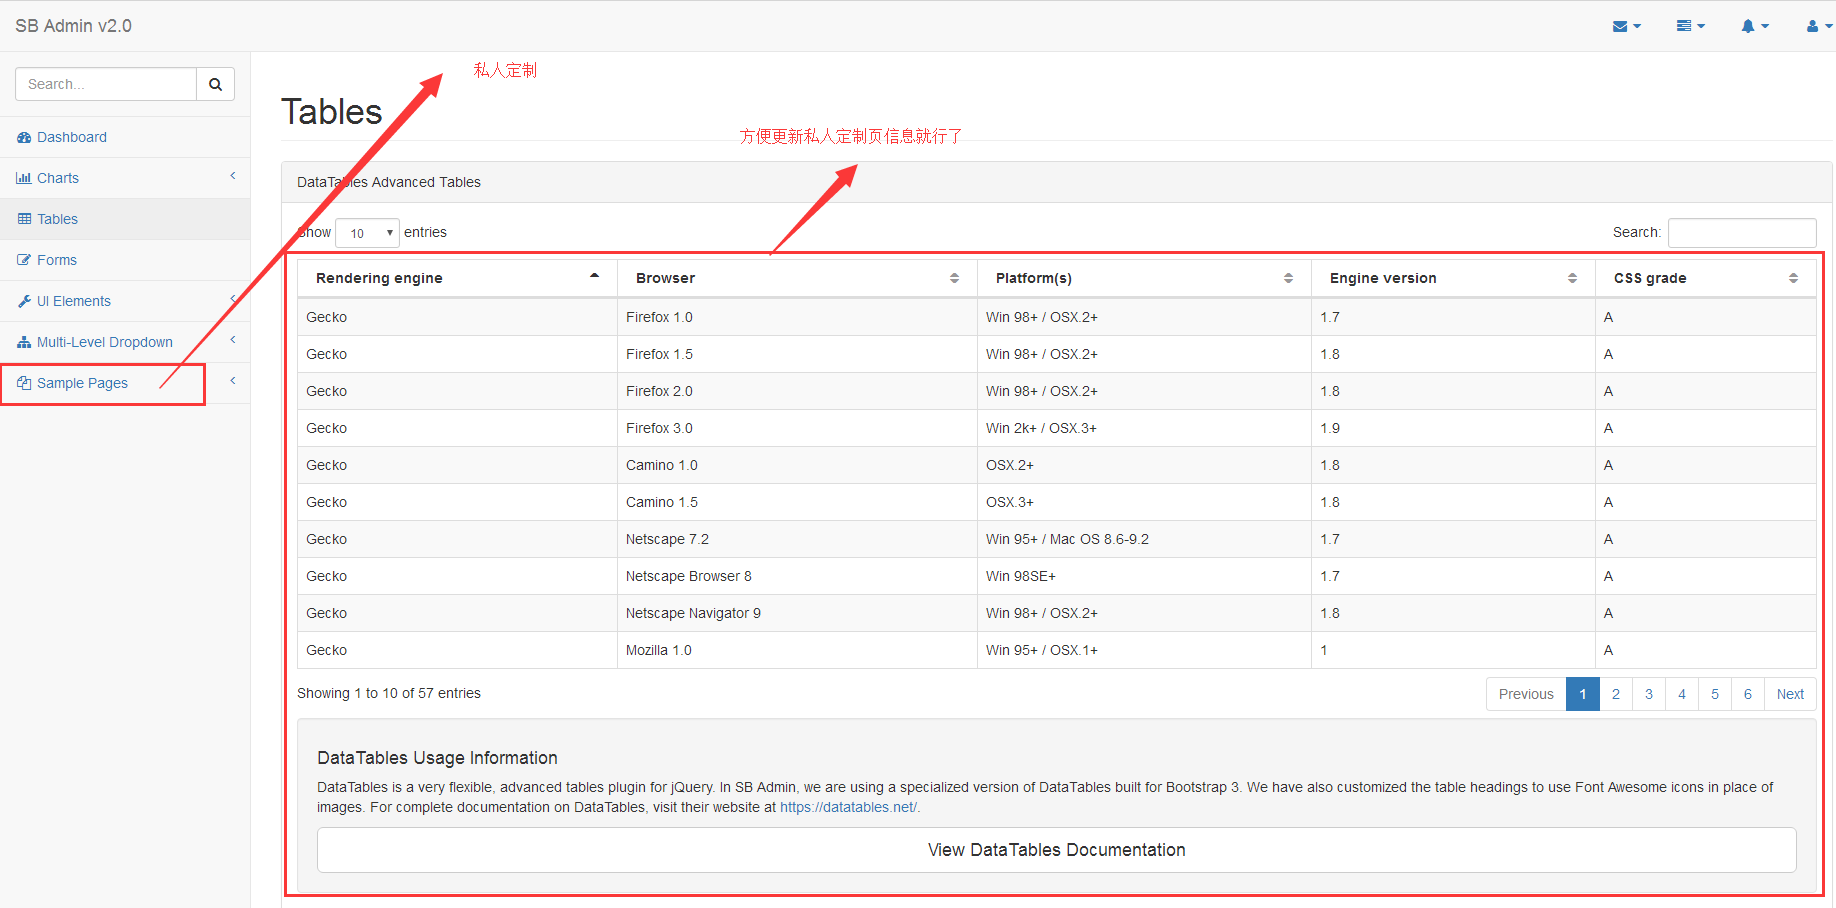 SB Admin v2.0
Search...
Dashboard
Charts
Tables
Forms
UI Elements
Multi-Level Dropdown
Sample Pages
私人定制
Tables
方便更新私人定制页信息就行了
DataTables Advanced Tables
Show 10 entries Search:
Rendering engine Browser Platform(s) Engine version CSS grade
Gecko Firefox 1.0 Win 98+ / OSX.2+ 1.7 A
Gecko Firefox 1.5 Win 98+ / OSX.2+ 1.8 A
Gecko Firefox 2.0 Win 98+ / OSX.2+ 1.8 A
Gecko Firefox 3.0 Win 2k+ / OSX.3+ 1.9 A
Gecko Camino 1.0 OSX.2+ 1.8 A
Gecko Camino 1.5 OSX.3+ 1.8 A
Gecko Netscape 7.2 Win 95+ / Mac OS 8.6-9.2 1.7 A
Gecko Netscape Browser 8 Win 98SE+ 1.7 A
Gecko Netscape Navigator 9 Win 98+ / OSX.2+ 1.8 A
Gecko Mozilla 1.0 Win 95+ / OSX.1+ 1 A
Showing 1 to 10 of 57 entries Previous 1 2 3 4 5 6 Next
DataTables Usage Information
DataTables is a very flexible, advanced tables plugin for jQuery. In SB Admin, we are using a specialized version of DataTables built for Bootstrap 3. We have also customized the table headings to use Font Awesome icons in place of
images. For complete documentation on DataTables, visit their website at https://datatables.net/.
View DataTables Documentation